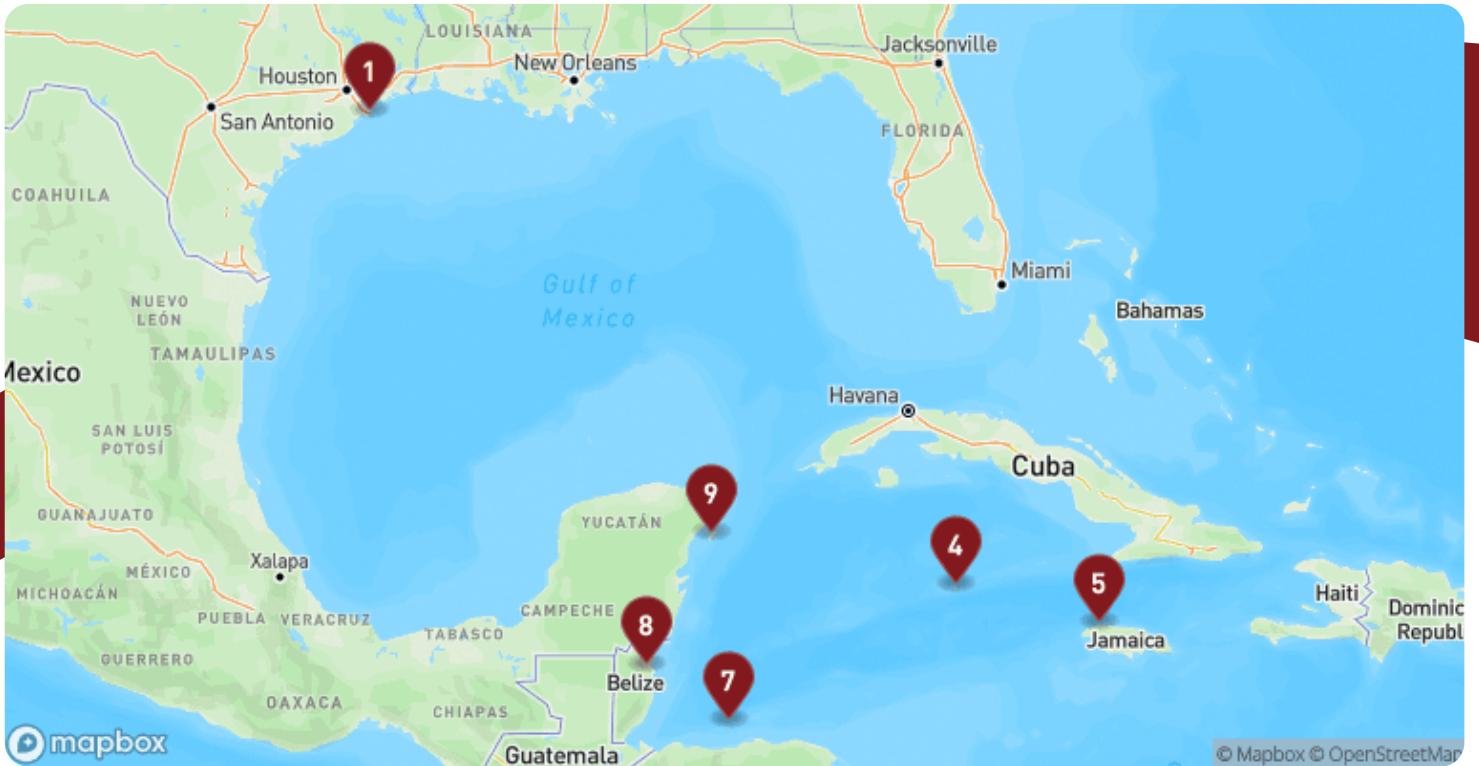 LOUISIANA
Jacksonville
New Orleans
Houston
1
San Antonio
FLORIDA
COAHUILA
Miami
Gulf of
Mexico
NUEVO
LEÓN
Bahamas
TAMAULIPAS
Mexico
Havana
SAN LUIS
POTOSÍ
Cuba
9
YUCATÁN
GUANAJUATO
4
Xalapa
MÉXICO
5
MICHOACÁN
Haiti
PUEBLA
VERACRUZ
CAMPECHE
Dominic
Republ
8
TABASCO
Jamaica
GUERRERO
Belize
7
OAXACA
CHIAPAS
mapbox
Guatemala
© Mapbox © OpenStreetMap